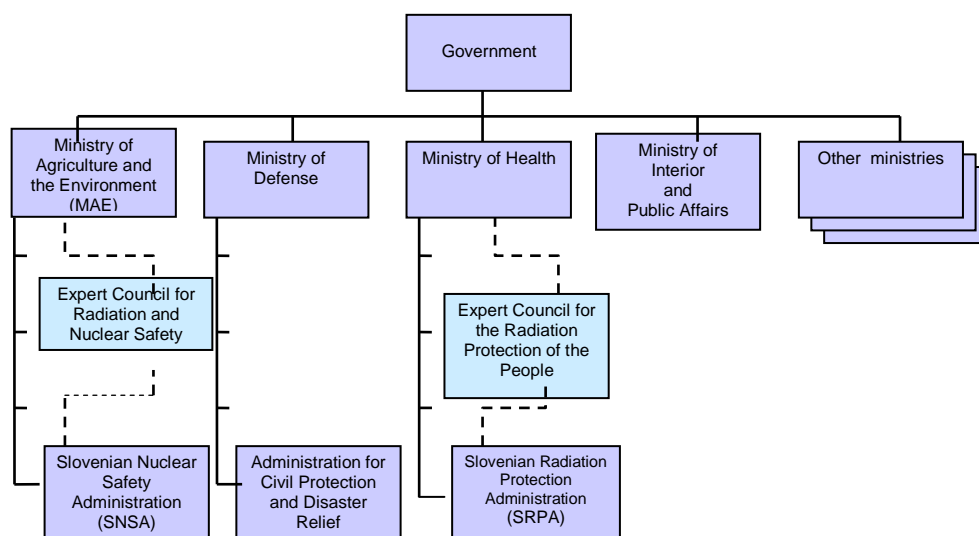 Government
Ministry of
Agriculture and
the Environment
(MAE)
Ministry of
Defense
Ministry of Health
Ministry of
Interior
and
Public Affairs
Other ministries
Expert Council for
Radiation and
Nuclear Safety
Expert Council for
the Radiation
Protection of the
People
Slovenian Nuclear
Safety
Administration
(SNSA)
Administration for
Civil Protection
and Disaster
Relief
Slovenian Radiation
Protection
Administration
(SRPA)